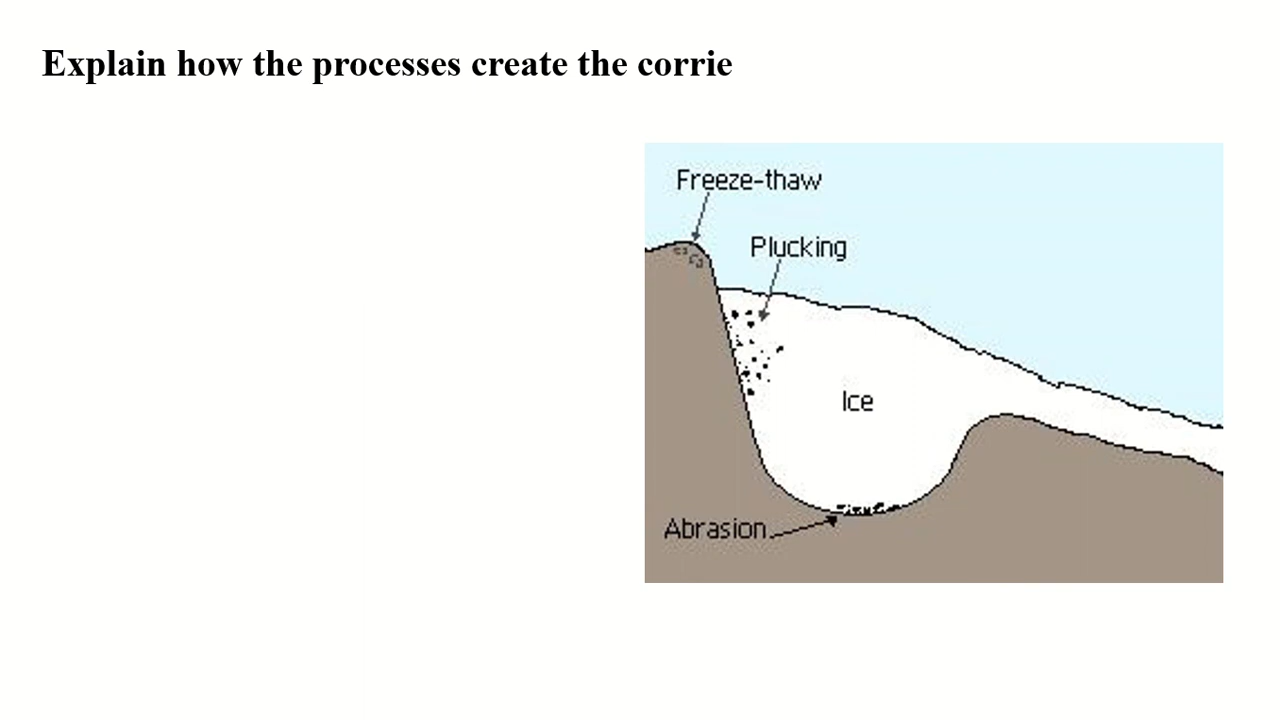 Explain how the processes create the corrie
Freeze-thaw
Plucking
Ice
Abrasion